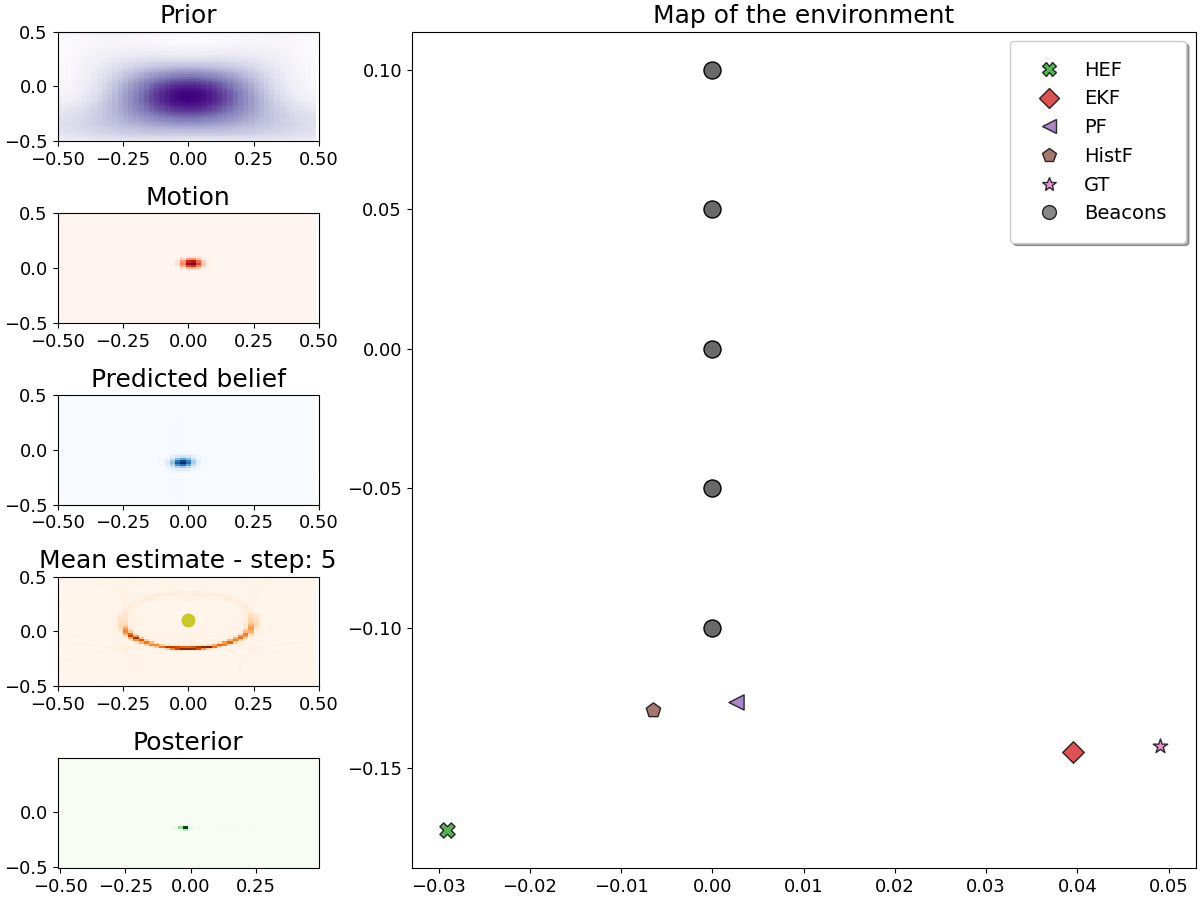 Prior
0.5
0.0
−0.5
−0.50 −0.25 0.00 0.25 0.50
Motion
0.5
0.0
−0.5
−0.50 −0.25 0.00 0.25 0.50
Predicted belief
0.5
0.0
−0.5
−0.50 −0.25 0.00 0.25 0.50
Mean estimate - step: 5
0.5
0.0
−0.5
−0.50 −0.25 0.00 0.25 0.50
Posterior
0.0
−0.5
−0.50 −0.25 0.00 0.25
Map of the environment
0.10
0.05
0.00
−0.05
−0.10
−0.15
−0.03 −0.02 −0.01 0.00 0.01 0.02 0.03 0.04 0.05
HEF
EKF
PF
HistF
GT
Beacons